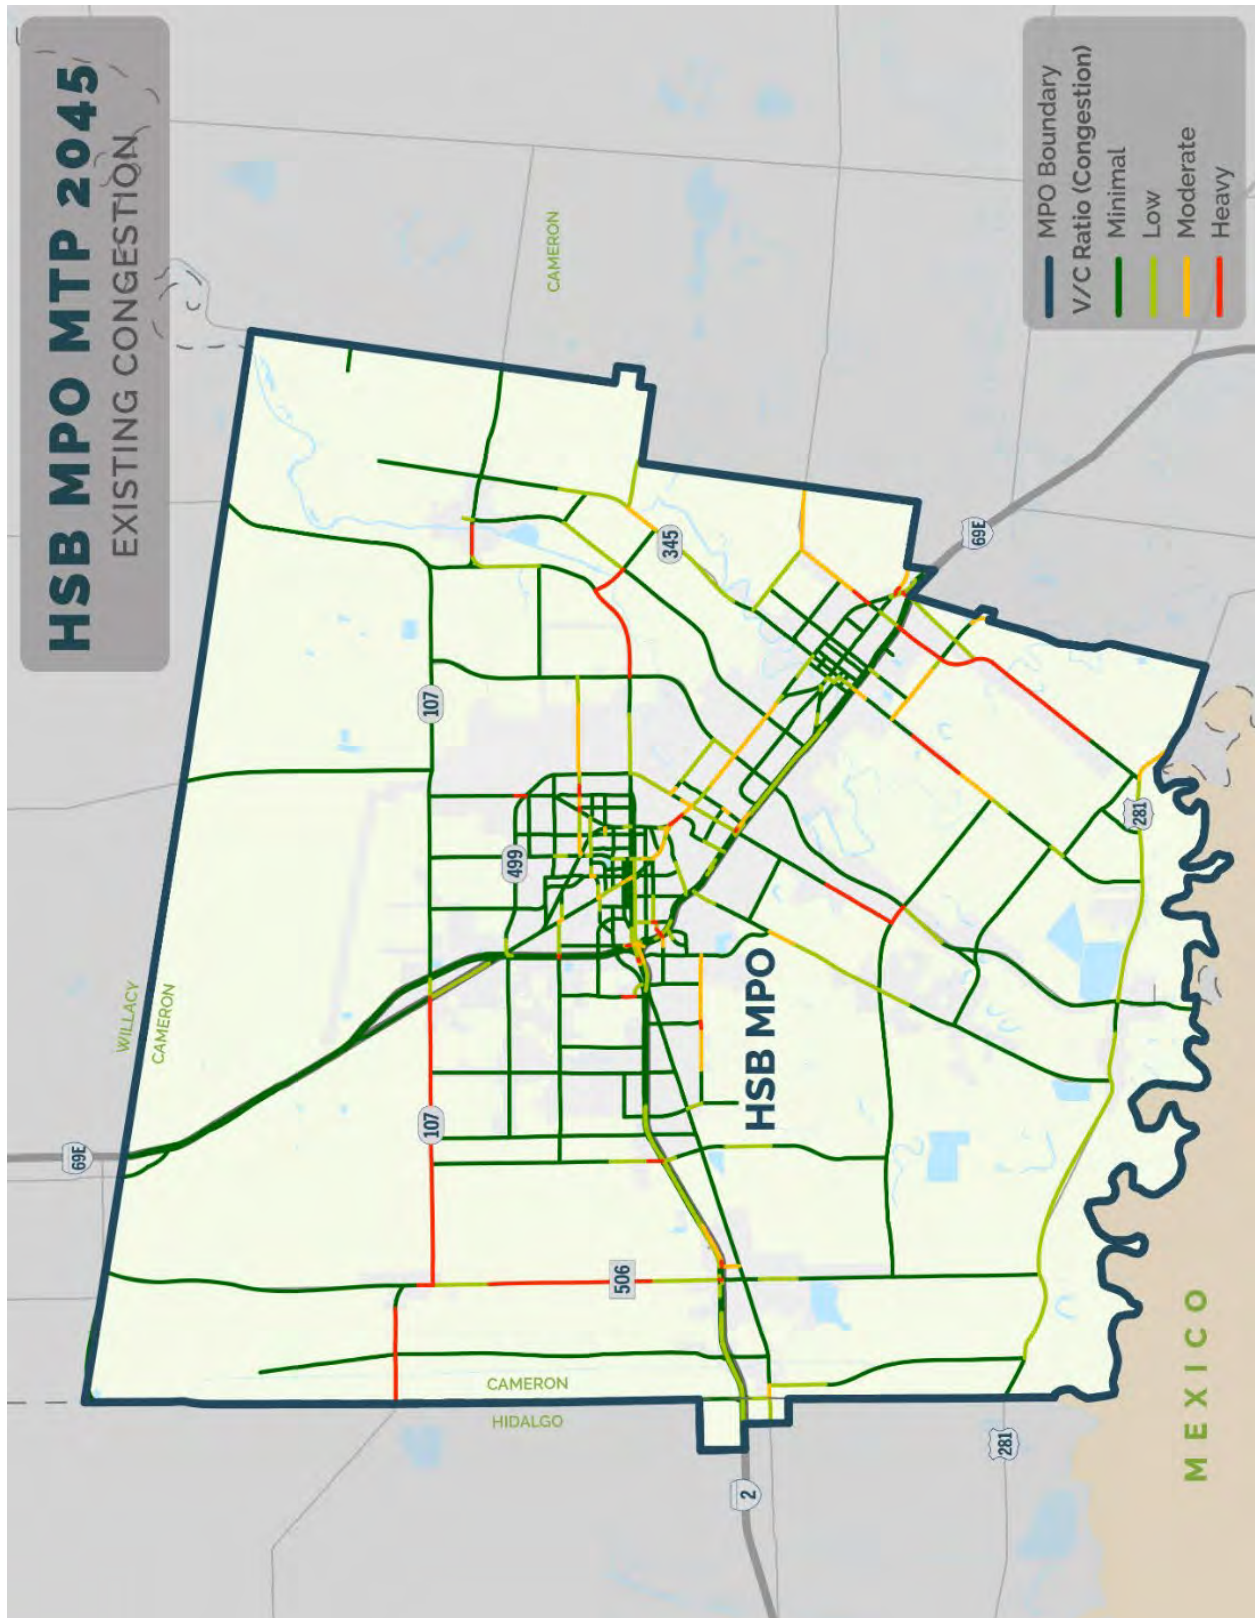 HSB MPO MTP 2045
EXISTING CONGESTION
WILLACY
CAMERON
69E
107
107
499
506
345
CAMERON
69E
HSB MPO
CAMERON
HIDALGO
2
281
281
MEXICO
MPO Boundary
V/C Ratio (Congestion)
Minimal
Low
Moderate
Heavy